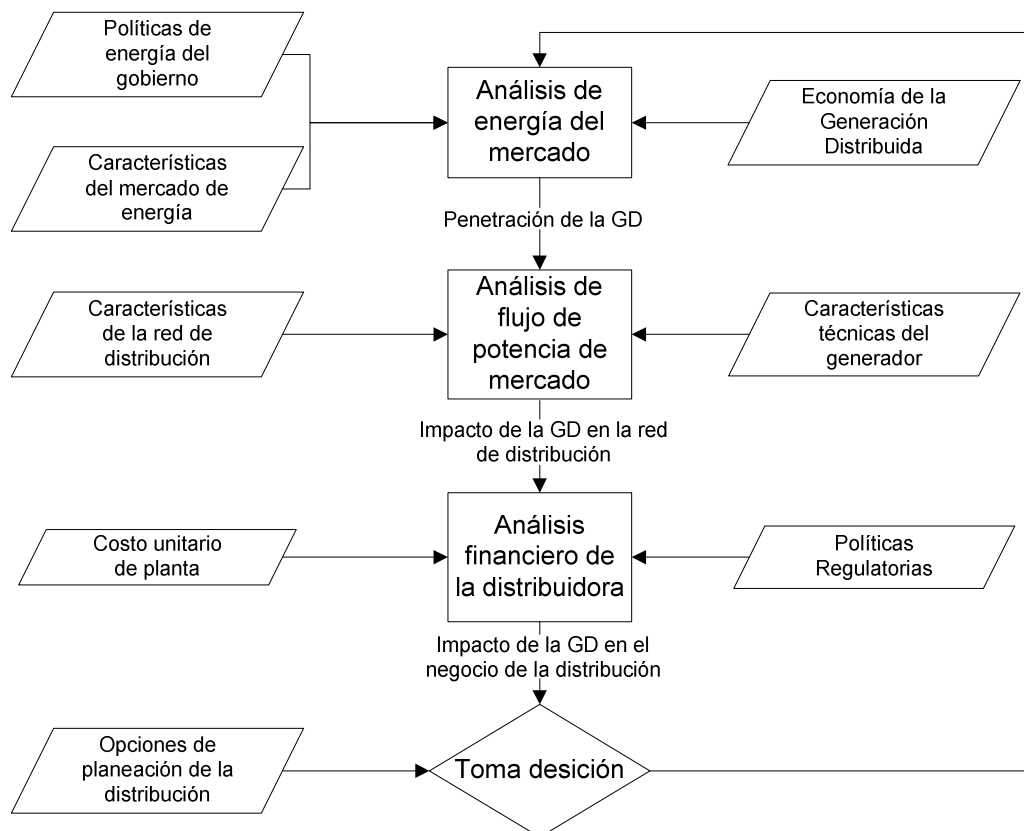 Políticas de
energía del
gobierno
Análisis de
energía del
mercado
Economía de la
Generación
Distribuida
Características
del mercado de
energía
Penetración de la GD
Características
de la red de
distribución
Análisis de
flujo de
potencia de
mercado
Características
técnicas del
generador
Impacto de la GD en la red
de distribución
Costo unitario
de planta
Análisis
financiero de
la distribuidora
Políticas
Regulatorias
Impacto de la GD en el
negocio de la distribución
Opciones de
planeación de la
distribución
Toma desición